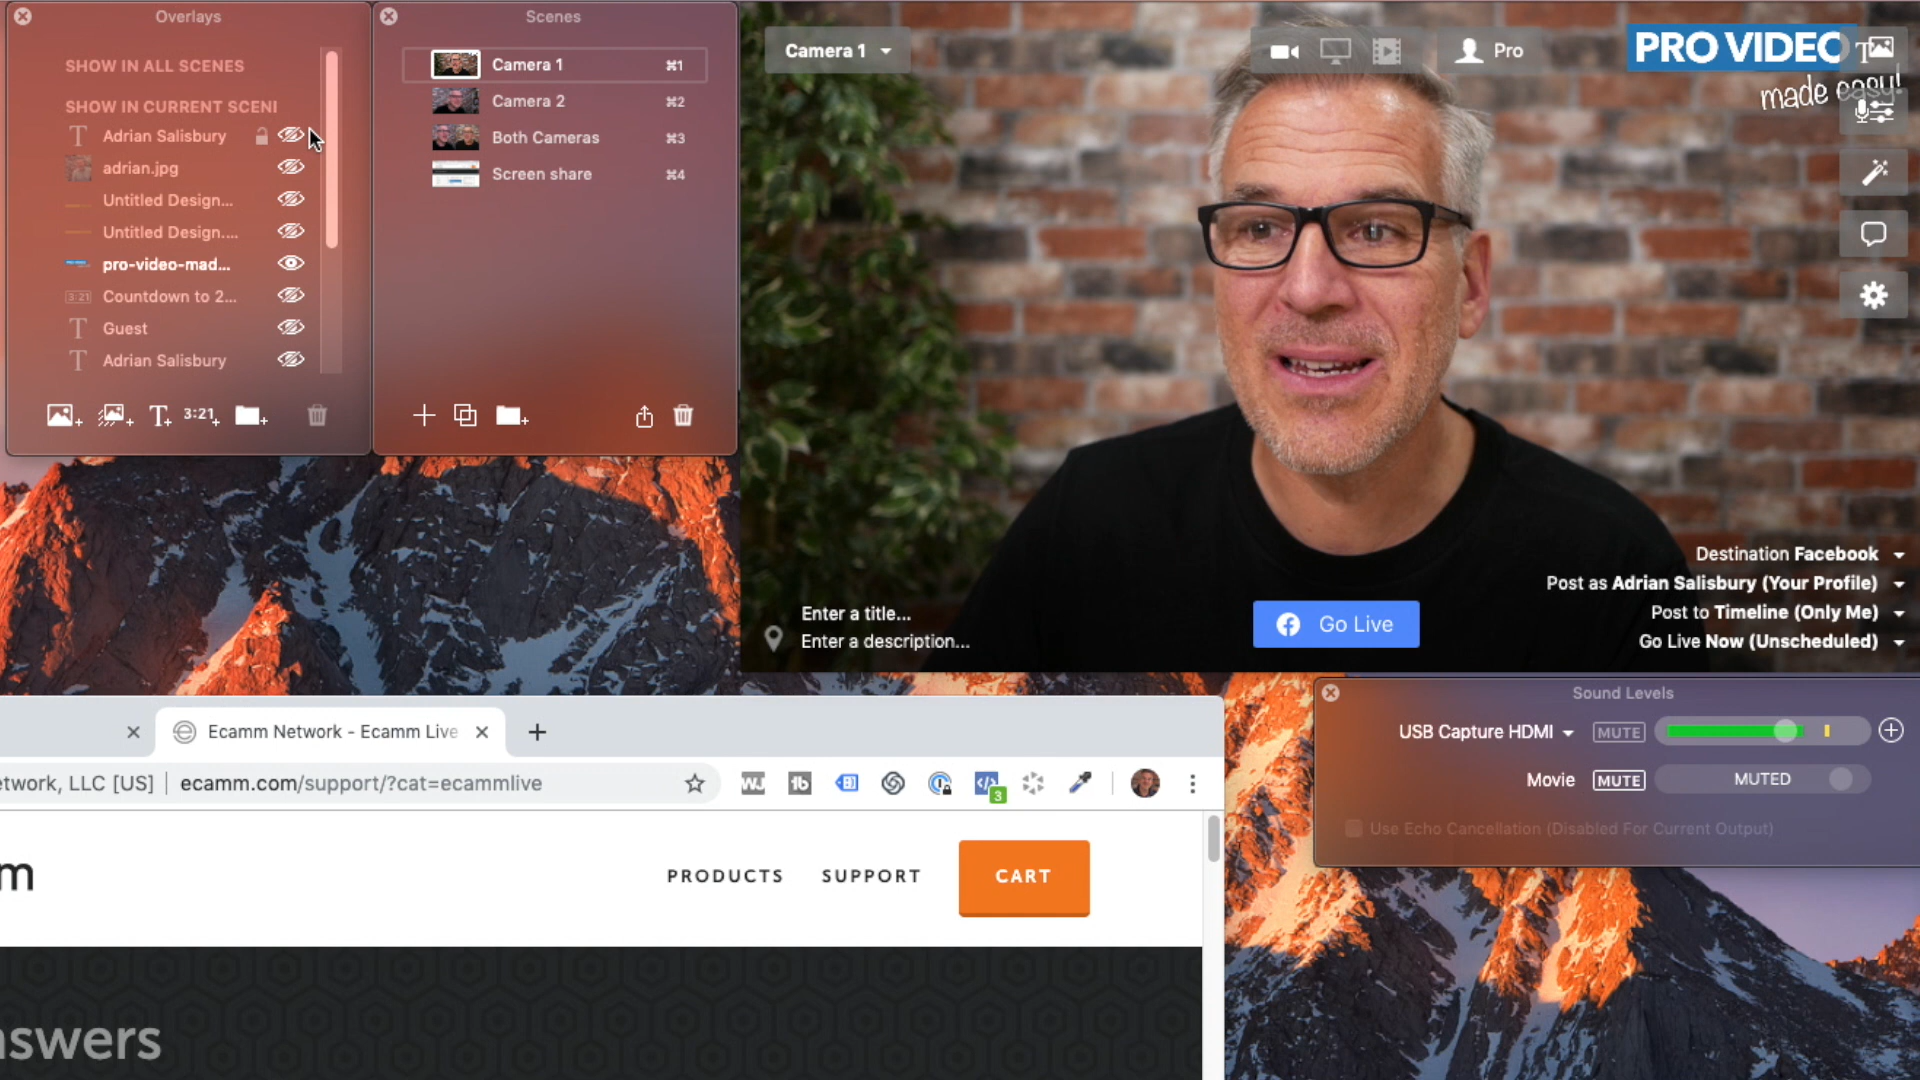 Overlays
SHOW IN ALL SCENES
SHOW IN CURRENT SCENI
Adrian Salisbury
adrian.jpg
Untitled Design...
Untitled Design....
pro-video-mad...
3:21 Countdown to 2...
Guest
Adrian Salisbury
3:21
Scenes
Camera 1 ⌘1
Camera 2 ⌘2
Both Cameras ⌘3
Screen share ⌘4
Camera 1
Pro
PRO VIDEO
made easy!
Destination Facebook
Post as Adrian Salisbury (Your Profile)
Post to Timeline (Only Me)
Go Live Now (Unscheduled)
Enter a title...
Enter a description...
Go Live
Sound Levels
USB Capture HDMI MUTE
Movie MUTE MUTED
Use Echo Cancellation (Disabled For Current Output)
Ecamm Network - Ecamm Live
etwork, LLC [US] ecamm.com/support/?cat=ecammlive
3
m
PRODUCTS SUPPORT CART
nswers